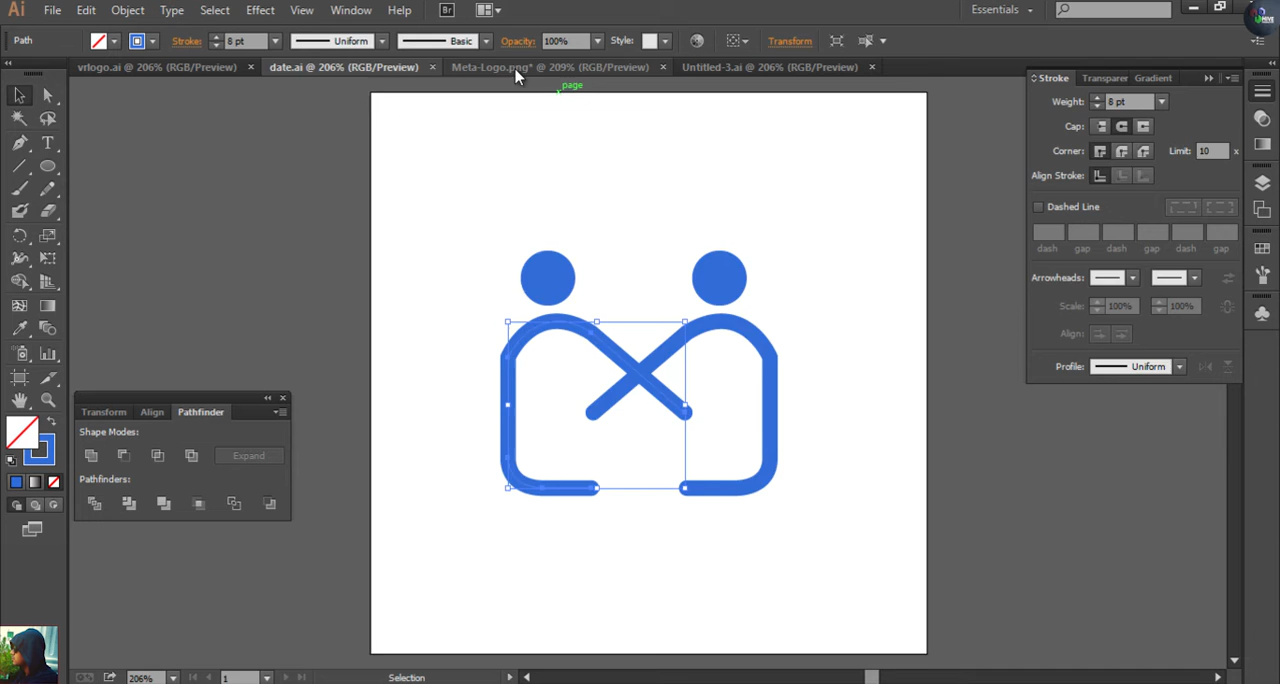 Ai File Edit Object Type Select Effect View Window Help Br Essentials
Path Stroke: 8 pt Uniform Basic Opacity: 100% Style: Transform
vrlogo.ai @ 206% (RGB/Preview) × date.ai @ 206% (RGB/Preview) × Meta-Logo.png* @ 209% (RGB/Preview) × Untitled-3.ai @ 206% (RGB/Preview) ×
page
Stroke Transparer Gradient
Weight: 8 pt
Cap:
Corner: Limit: 10 x
Align Stroke:
Dashed Line
dash gap dash gap dash gap
Arrowheads:
Scale: 100% 100%
Align:
Profile: Uniform
Transform Align Pathfinder
Shape Modes:
Expand
Pathfinders:
206% 1 Selection